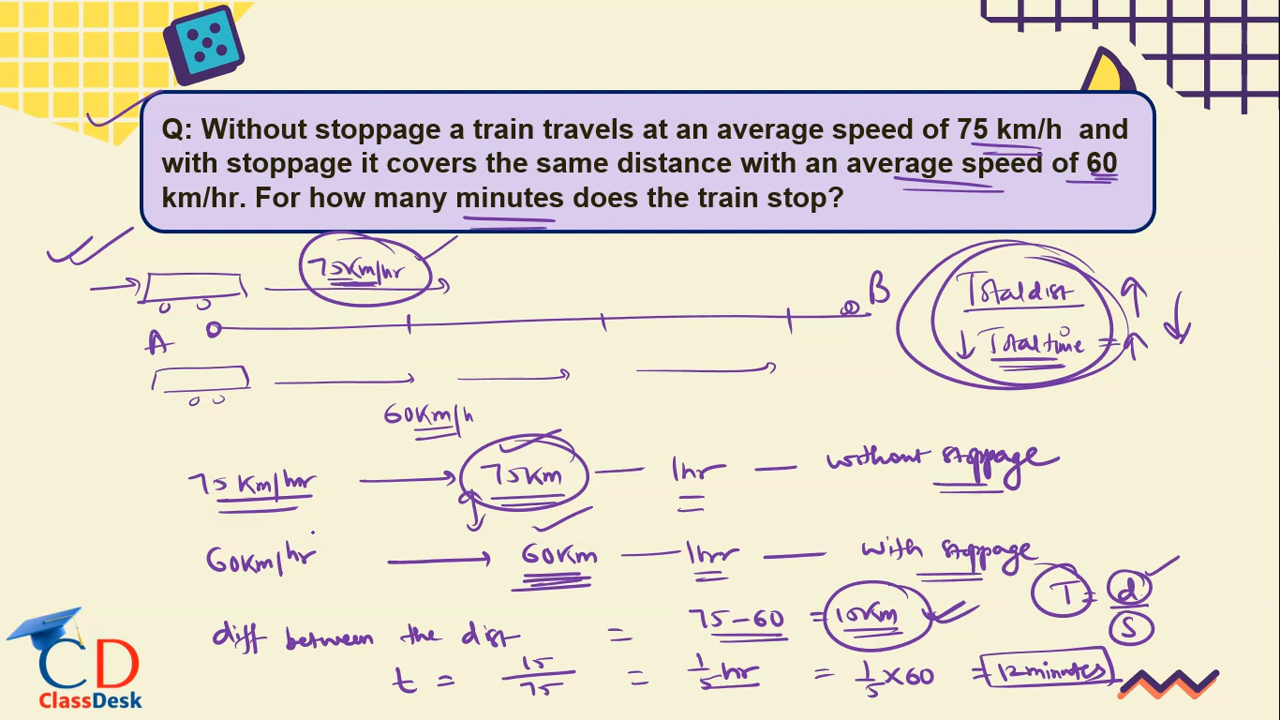 Q: Without stoppage a train travels at an average speed of 75 km/h and
with stoppage it covers the same distance with an average speed of 60
km/hr. For how many minutes does the train stop?
75Km/hr
A
B
Total dist
Total time
60Km/h
75 Km/hr 75Km 1hr without stoppage
60Km/hr 60Km 1hr with stoppage
T = d/S
diff between the dist = 75-60 = 15Km
t = 15/75 = 1/5 hr = 1/5 x 60 = 12 minutes
CD
ClassDesk